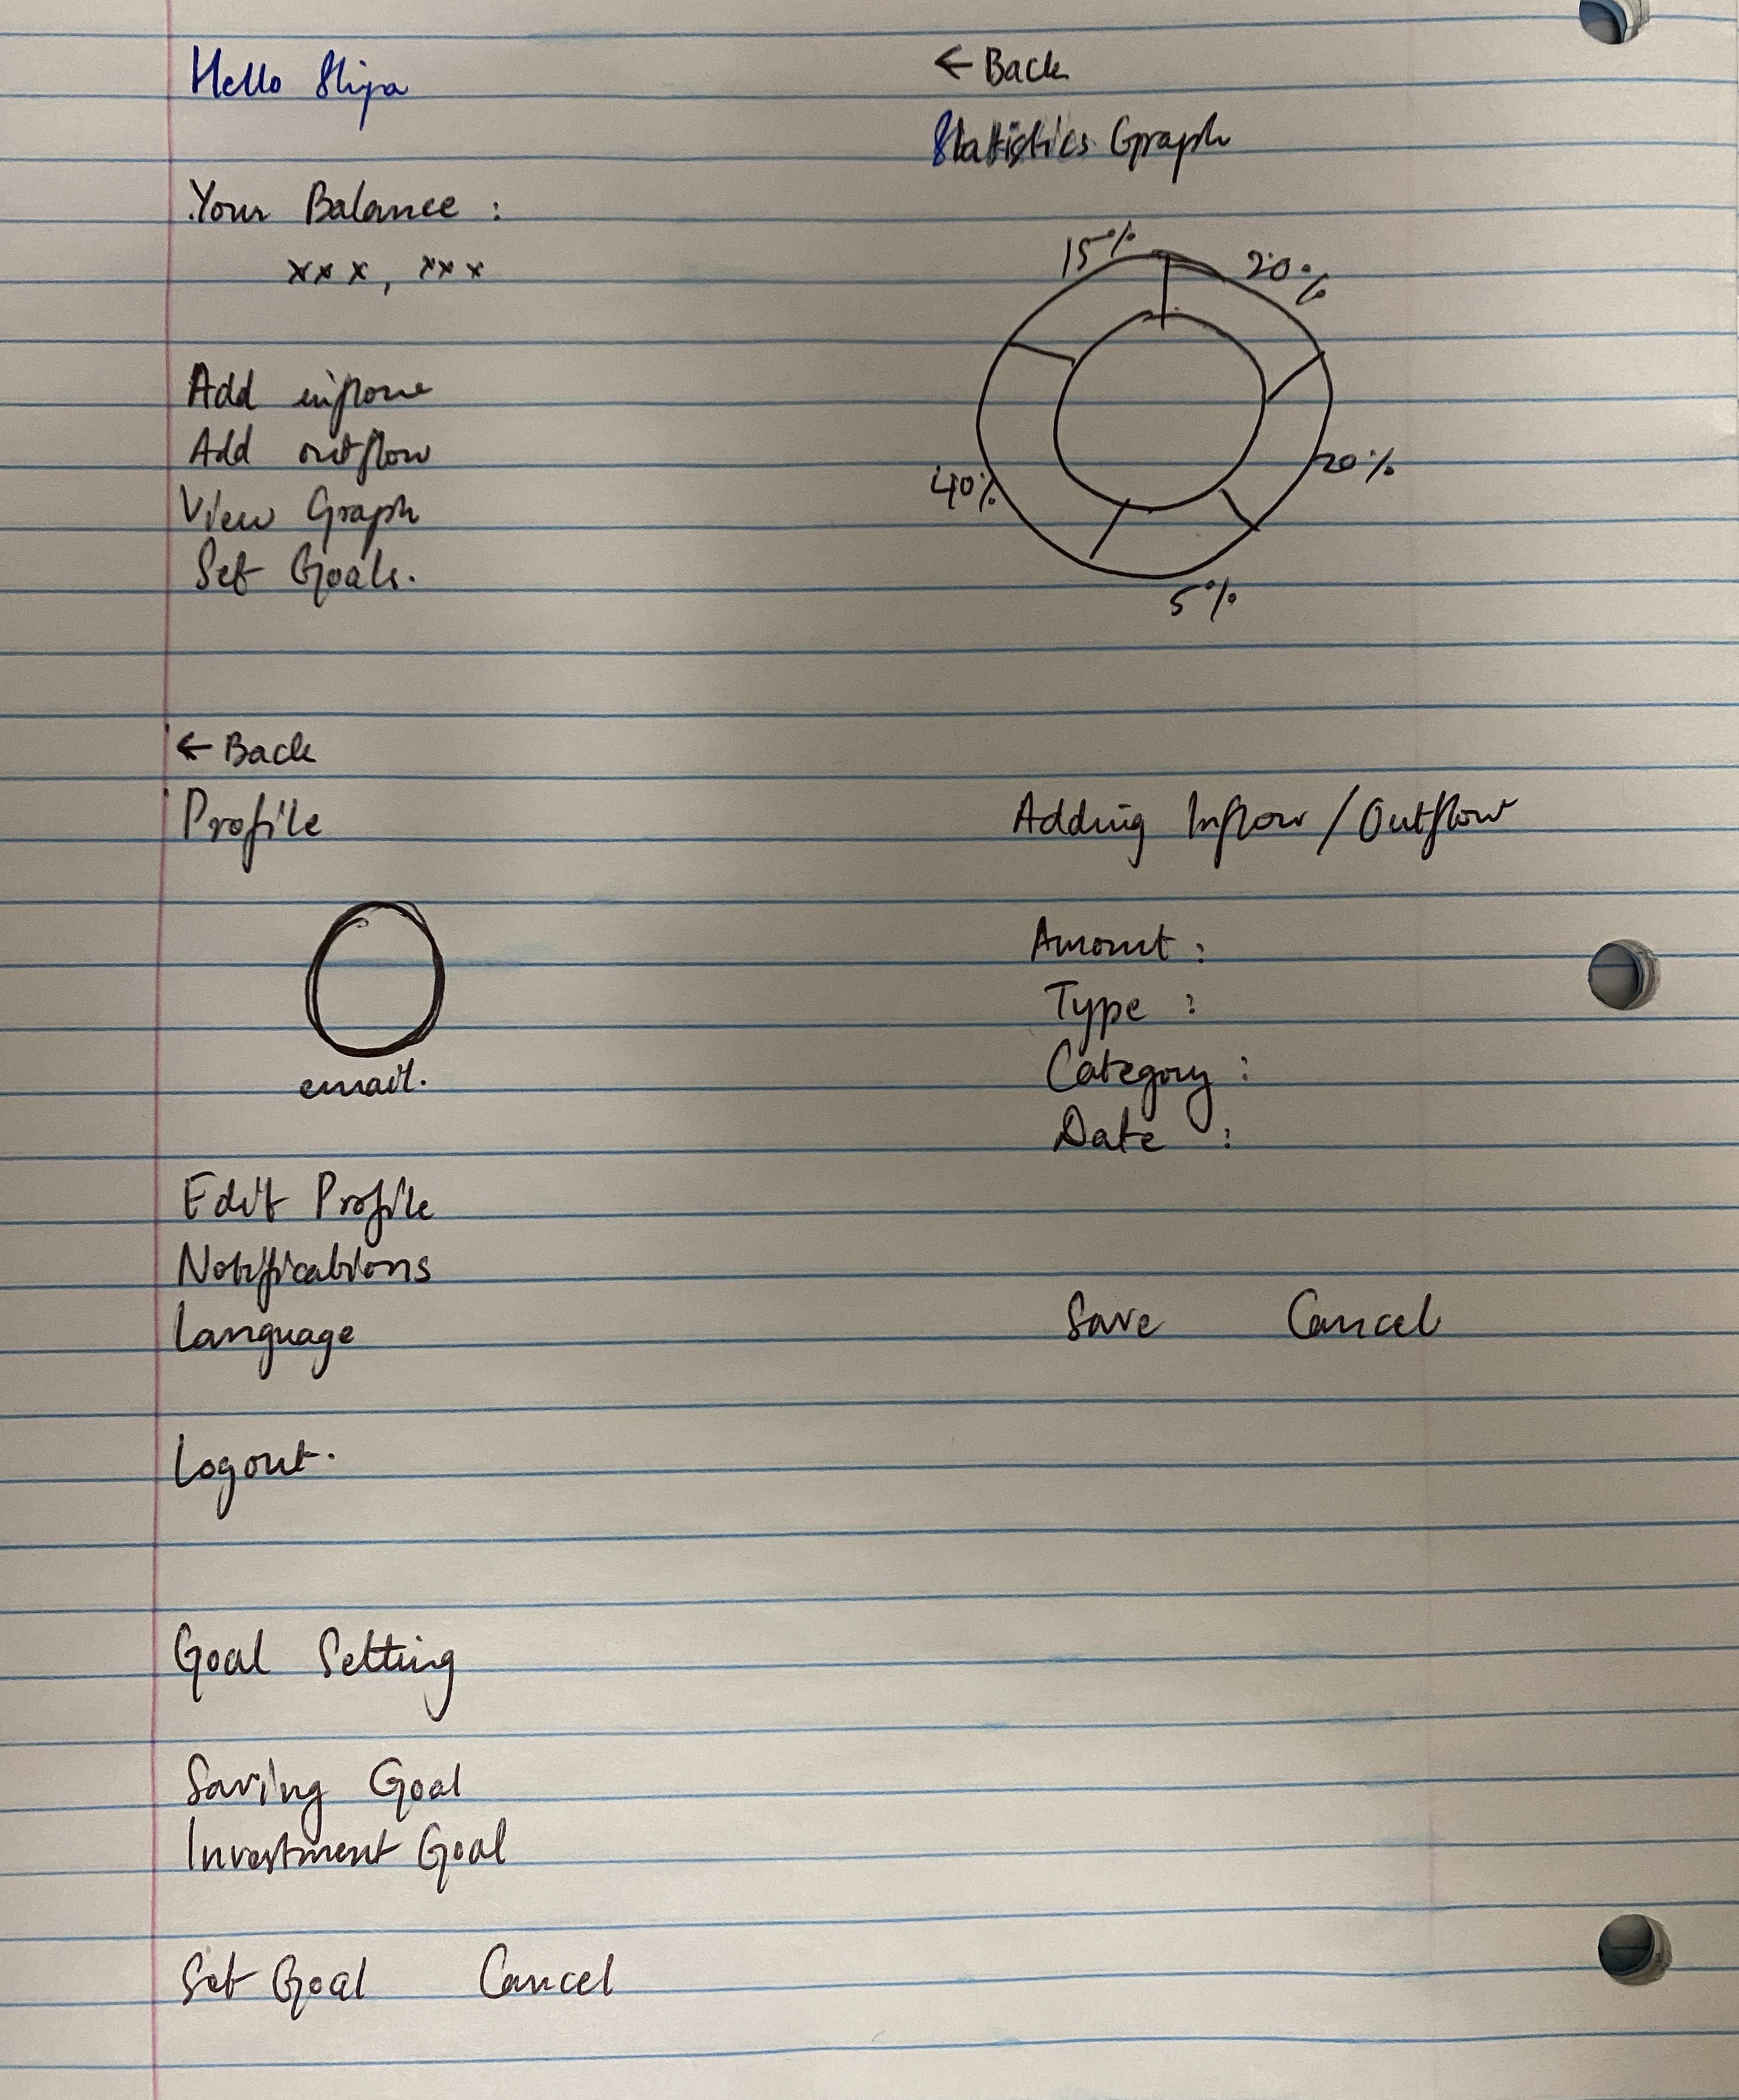 Hello Shipa
Your Balance :
xxx, xxx
Add inflow
Add outflow
View Graph
Set Goals.
← Back
Statistics Graph
15%
20%
40%
20%
5%
← Back
Profile
email.
Edit Profile
Notifications
Language
Logout.
Adding Inflow / Outflow
Amount :
Type :
Category :
Date :
Save Cancel
Goal Setting
Saving Goal
Investment Goal
Set Goal Cancel